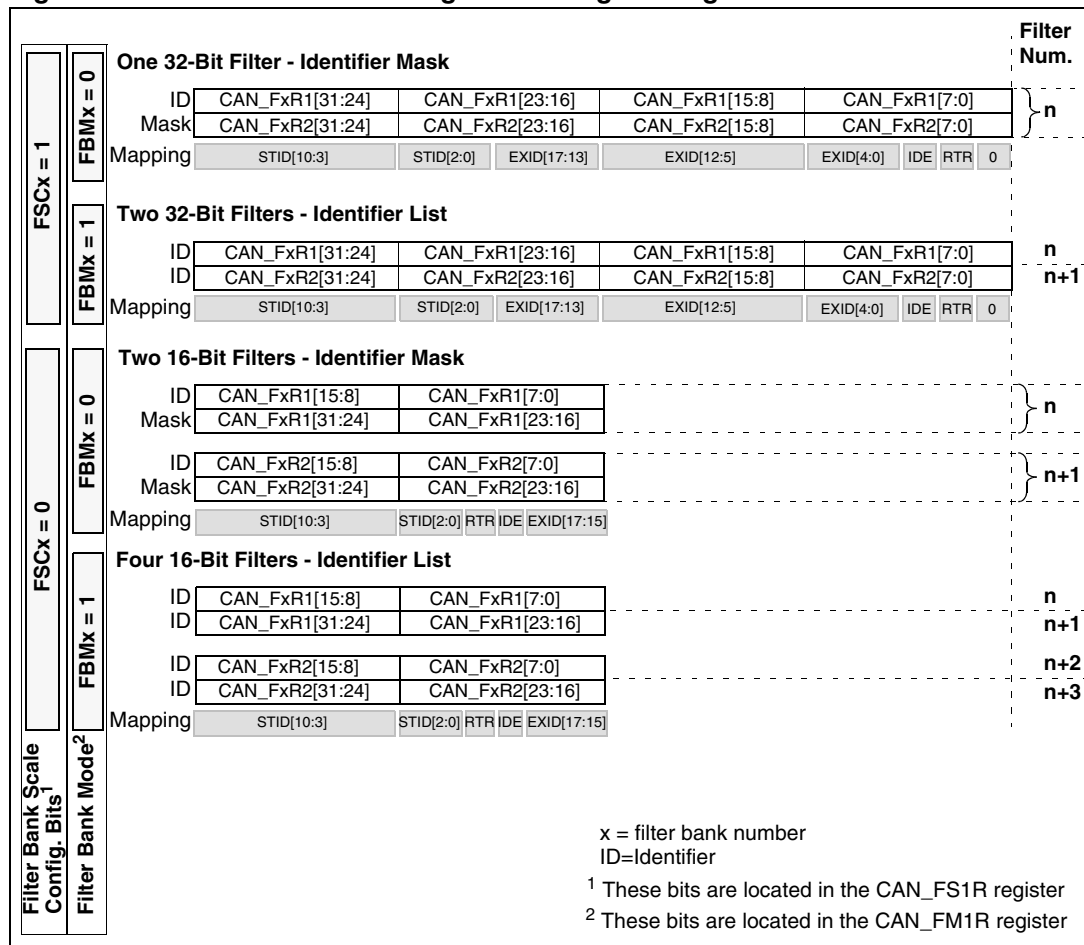 Filter
Num.
One 32-Bit Filter - Identifier Mask
FSCx = 1
FBMx = 0
ID CAN_FxR1[31:24] CAN_FxR1[23:16] CAN_FxR1[15:8] CAN_FxR1[7:0]
n
Mask CAN_FxR2[31:24] CAN_FxR2[23:16] CAN_FxR2[15:8] CAN_FxR2[7:0]
Mapping STID[10:3] STID[2:0] EXID[17:13] EXID[12:5] EXID[4:0] IDE RTR 0
Two 32-Bit Filters - Identifier List
FBMx = 1
ID CAN_FxR1[31:24] CAN_FxR1[23:16] CAN_FxR1[15:8] CAN_FxR1[7:0] n
ID CAN_FxR2[31:24] CAN_FxR2[23:16] CAN_FxR2[15:8] CAN_FxR2[7:0] n+1
Mapping STID[10:3] STID[2:0] EXID[17:13] EXID[12:5] EXID[4:0] IDE RTR 0
Two 16-Bit Filters - Identifier Mask
FSCx = 0
FBMx = 0
ID CAN_FxR1[15:8] CAN_FxR1[7:0]
n
Mask CAN_FxR1[31:24] CAN_FxR1[23:16]
ID CAN_FxR2[15:8] CAN_FxR2[7:0]
n+1
Mask CAN_FxR2[31:24] CAN_FxR2[23:16]
Mapping STID[10:3] STID[2:0] RTR IDE EXID[17:15]
Four 16-Bit Filters - Identifier List
FBMx = 1
ID CAN_FxR1[15:8] CAN_FxR1[7:0] n
ID CAN_FxR1[31:24] CAN_FxR1[23:16] n+1
ID CAN_FxR2[15:8] CAN_FxR2[7:0] n+2
ID CAN_FxR2[31:24] CAN_FxR2[23:16] n+3
Mapping STID[10:3] STID[2:0] RTR IDE EXID[17:15]
Filter Bank Scale
Config. Bits¹
Filter Bank Mode²
x = filter bank number
ID=Identifier
¹ These bits are located in the CAN_FS1R register
² These bits are located in the CAN_FM1R register